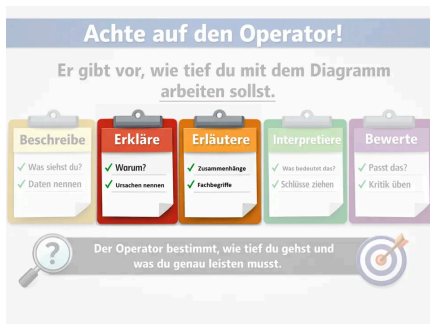 Achte auf den Operator!
Er gibt vor, wie tief du mit dem Diagramm
arbeiten sollst.
Beschreibe
✓ Was siehst du?
✓ Daten nennen
Erkläre
✓ Warum?
✓ Ursachen nennen
Erläutere
✓ Zusammenhänge
✓ Fachbegriffe
Interpretiere
✓ Was bedeutet das?
✓ Schlüsse ziehen
Bewerte
✓ Passt das?
✓ Kritik üben
?
Der Operator bestimmt, wie tief du gehst und
was du genau leisten musst.